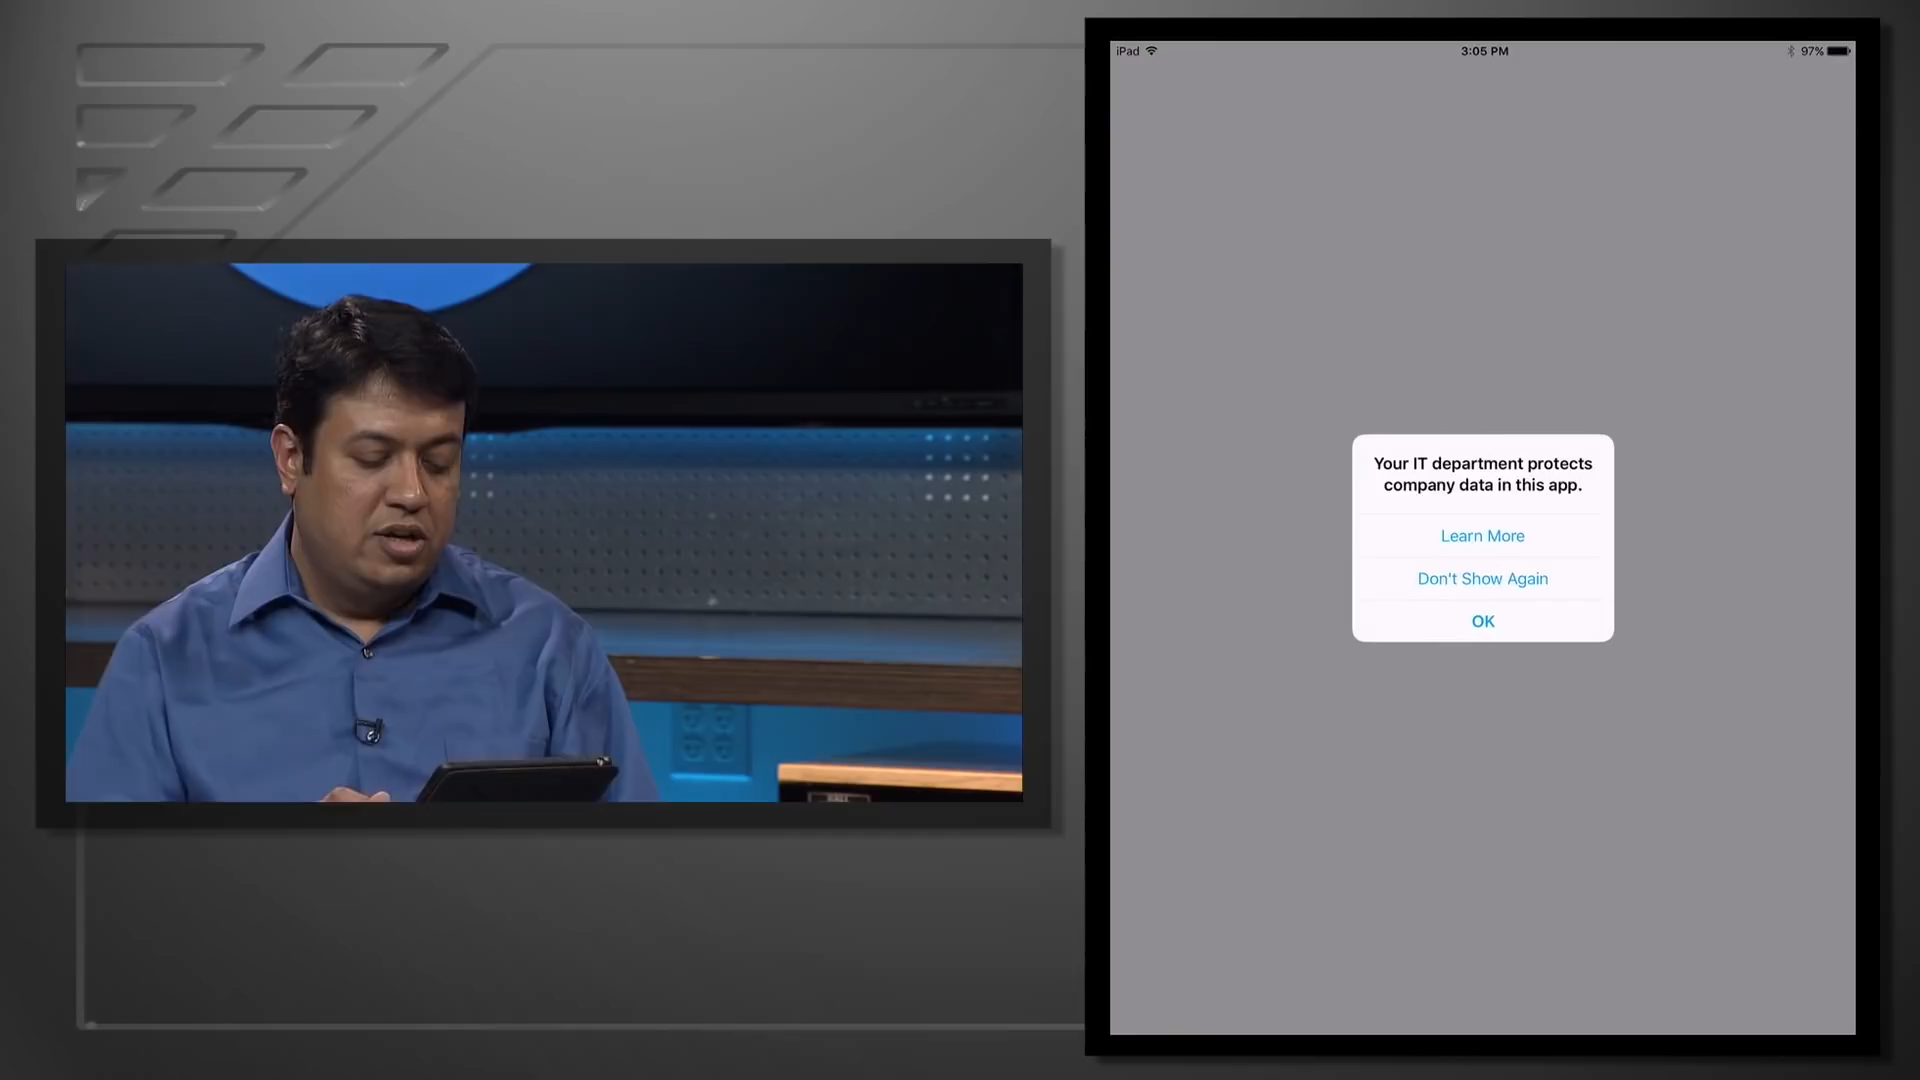 iPad
3:05 PM
97%
Your IT department protects
company data in this app.
Learn More
Don't Show Again
OK